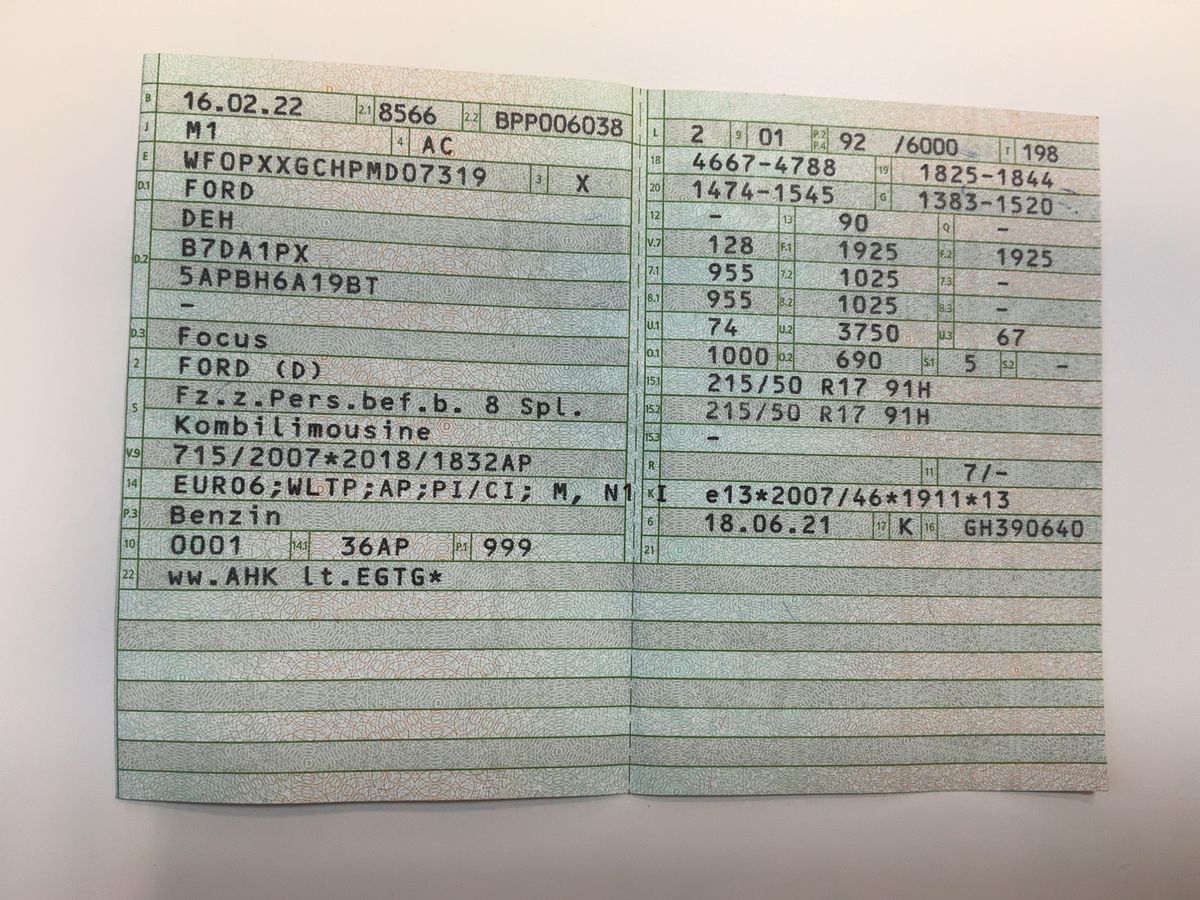 B 16.02.22 2.1 8566 2.2 BPP006038
J M1 4 AC
E WF0PXXGCHPMD07319 3 X
D.1 FORD
DEH
D.2 B7DA1PX
5APBH6A19BT
–
D.3 Focus
2 FORD (D)
5 Fz.z.Pers.bef.b. 8 Spl.
Kombilimousine
V.9 715/2007*2018/1832AP
14 EURO6;WLTP;AP;PI/CI; M, N1 I
P.3 Benzin
10 0001 14.1 36AP P.1 999
22 ww.AHK lt.EGTG*
L 2 9 01 P.2 P.4 92 /6000 T 198
18 4667-4788 19 1825-1844
20 1474-1545 G 1383-1520
12 – 13 90 Q –
V.7 128 F.1 1925 F.2 1925
7.1 955 7.2 1025 7.3 –
8.1 955 8.2 1025 8.3 –
U.1 74 U.2 3750 U.3 67
O.1 1000 O.2 690 S.1 5 S.2 –
15.1 215/50 R17 91H
15.2 215/50 R17 91H
15.3 –
R 11 7/-
K e13*2007/46*1911*13
6 18.06.21 17 K 16 GH390640
21